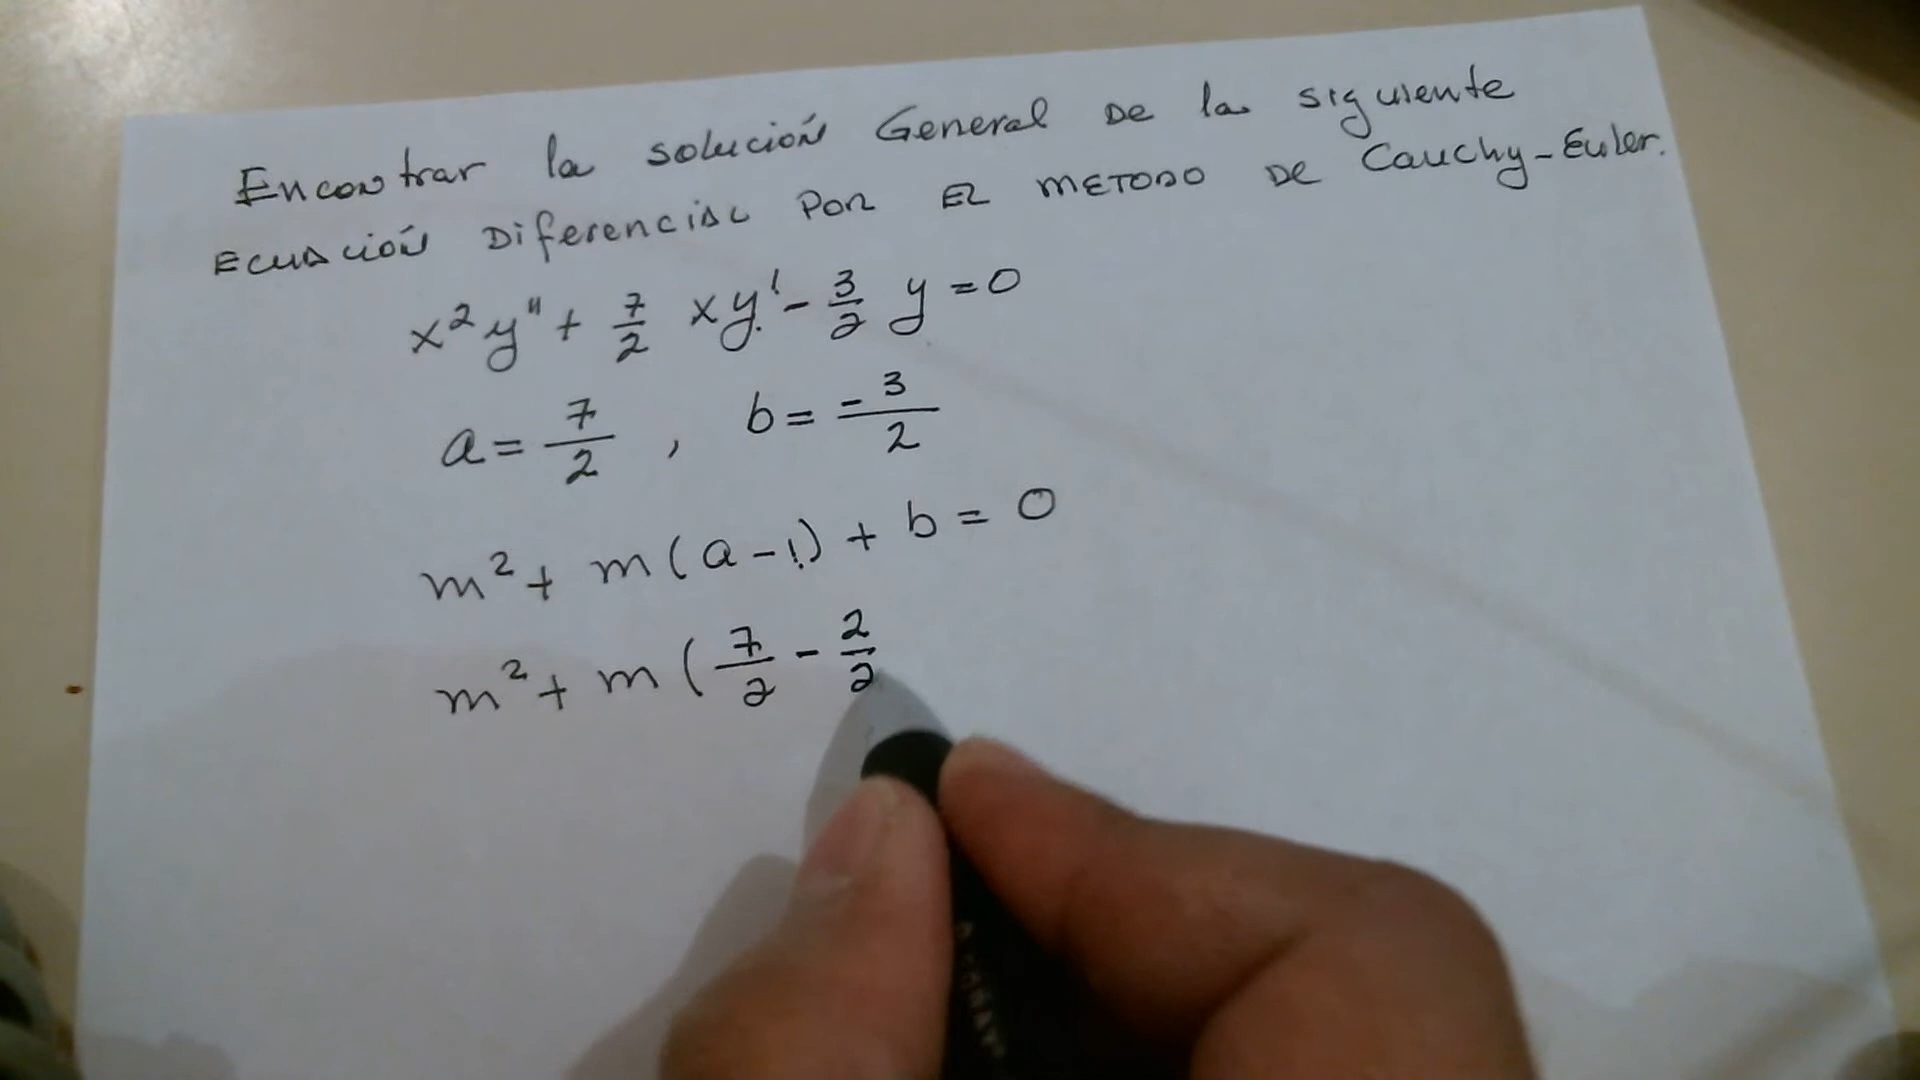 Encontrar la solución General De la siguiente
Ecuación Diferencial Por El metodo De Cauchy-Euler.
x²y'' + 7/2 xy' - 3/2 y = 0
a = 7/2 , b = -3/2
m² + m(a-1) + b = 0
m² + m(7/2 - 2/2